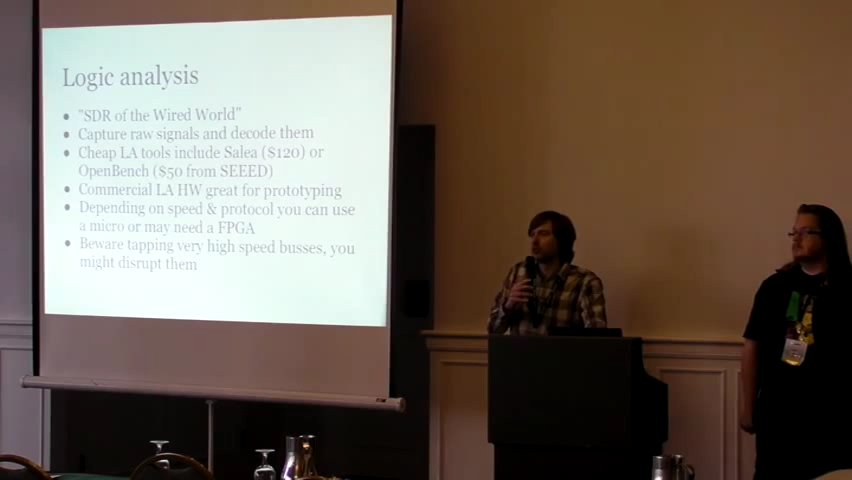 Logic analysis
● "SDR of the Wired World"
● Capture raw signals and decode them
● Cheap LA tools include Salea ($120) or
OpenBench ($50 from SEEED)
● Commercial LA HW great for prototyping
● Depending on speed & protocol you can use
a micro or may need a FPGA
● Beware tapping very high speed busses, you
might disrupt them